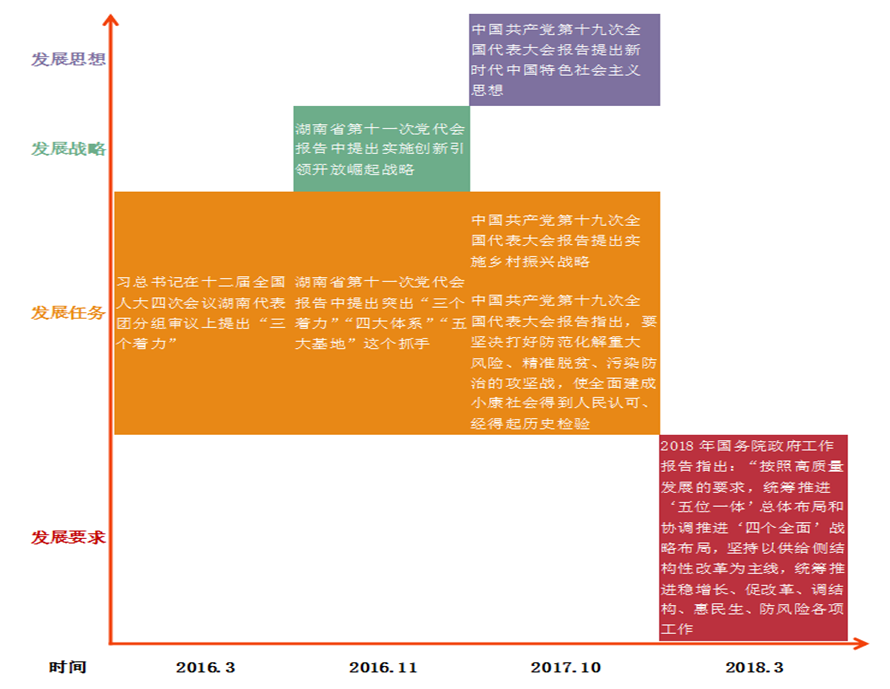 发展思想
中国共产党第十九次全
国代表大会报告提出新
时代中国特色社会主义
思想
发展战略
湖南省第十一次党代会
报告中提出实施创新引
领开放崛起战略
发展任务
习总书记在十二届全国
人大四次会议湖南代表
团分组审议上提出“三
个着力”
湖南省第十一次党代会
报告中提出突出“三个
着力”“四大体系”“五
大基地”这个抓手
中国共产党第十九次全
国代表大会报告提出实
施乡村振兴战略
中国共产党第十九次全
国代表大会报告指出，要
坚决打好防范化解重大
风险、精准脱贫、污染防
治的攻坚战，使全面建成
小康社会得到人民认可、
经得起历史检验
发展要求
2018 年国务院政府工作
报告指出：“按照高质量
发展的要求，统筹推进
‘五位一体’总体布局和
协调推进‘四个全面’战
略布局，坚持以供给侧结
构性改革为主线，统筹推
进稳增长、促改革、调结
构、惠民生、防风险各项
工作
时间
2016.3
2016.11
2017.10
2018.3